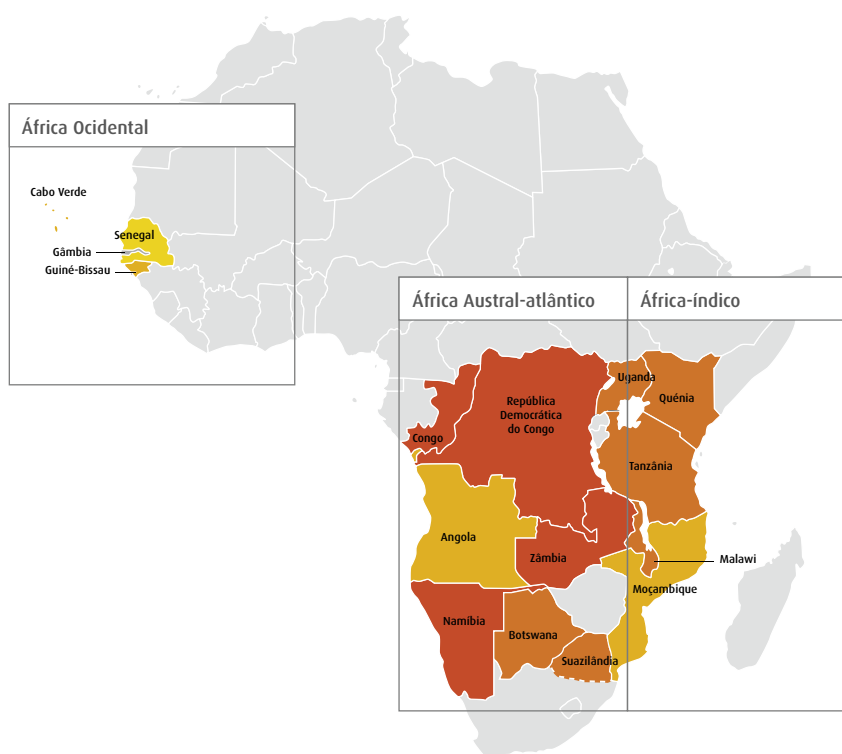 África Ocidental
Cabo Verde
Senegal
Gâmbia
Guiné-Bissau
África Austral-atlântico
África-índico
Uganda
Quénia
República
Democrática
do Congo
Congo
Tanzânia
Angola
Zâmbia
Malawi
Moçambique
Namíbia
Botswana
Suazilândia